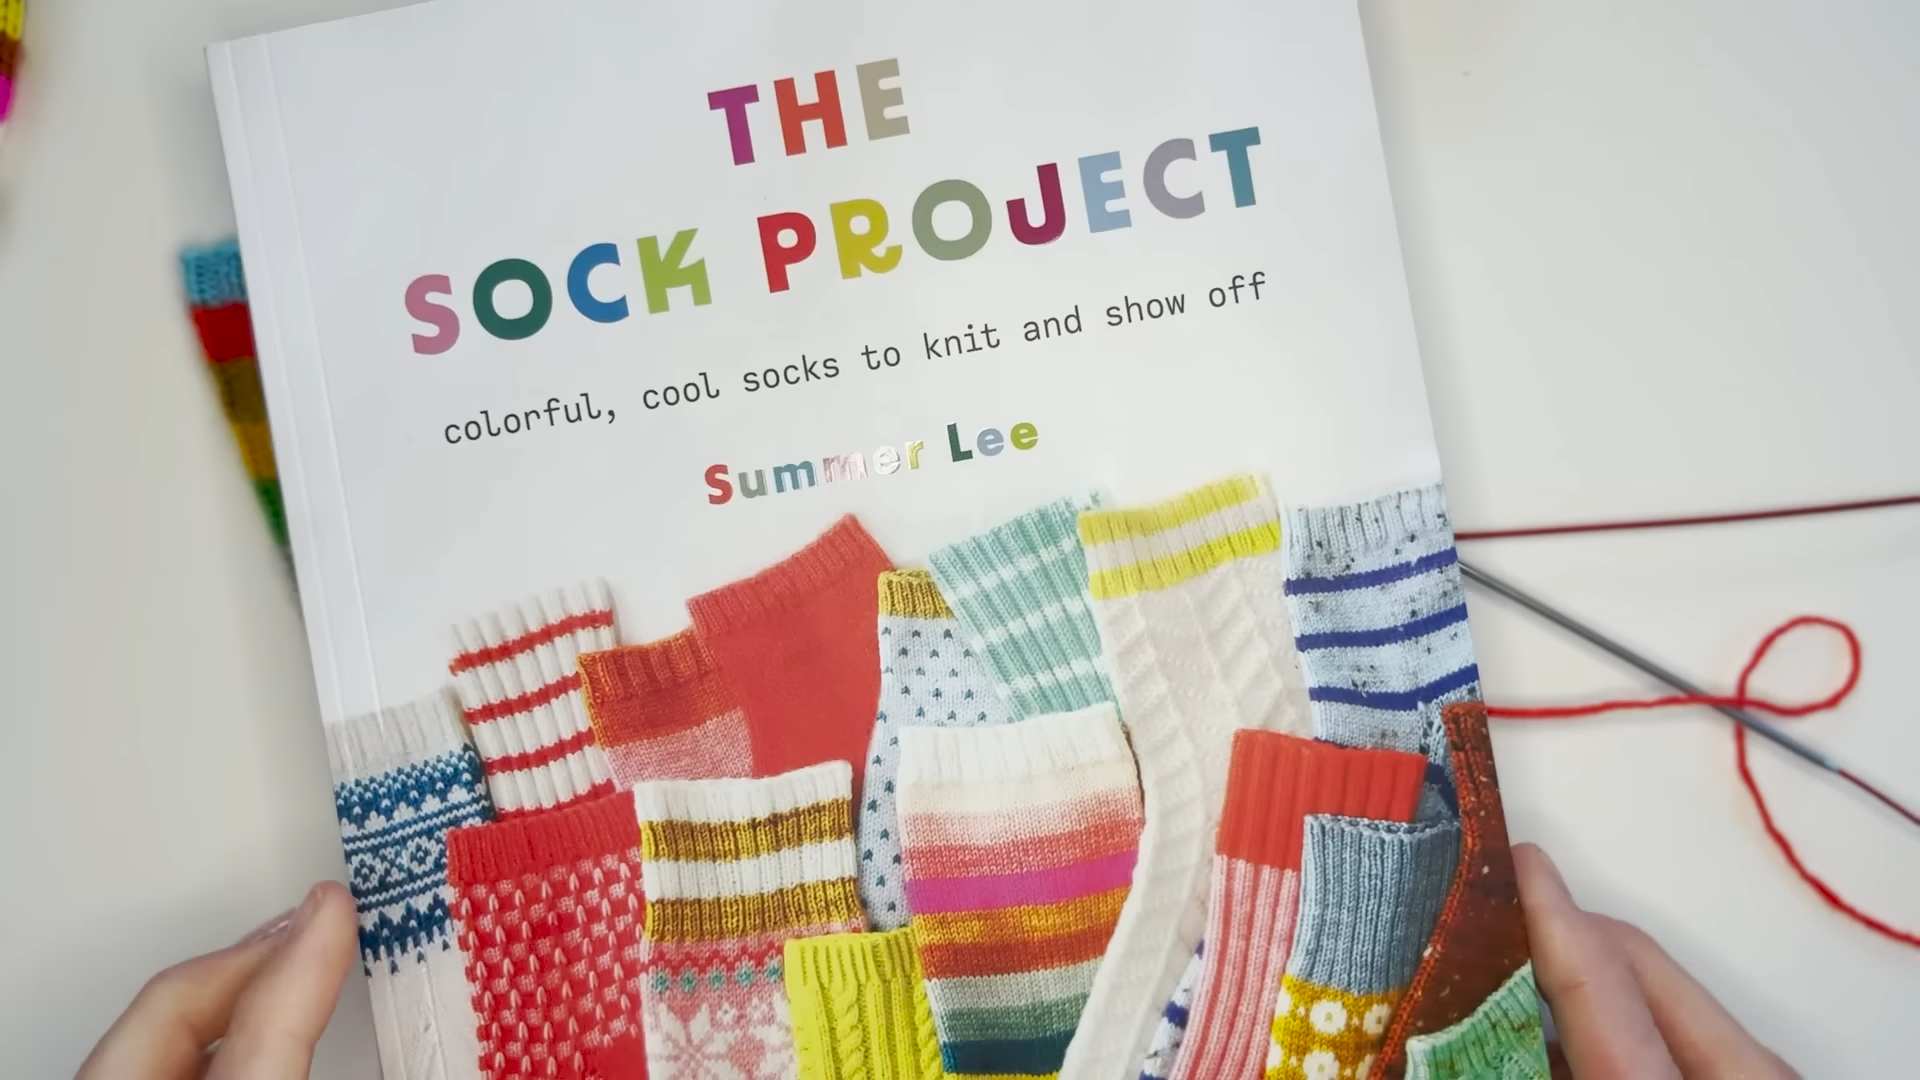 THE
SOCK PROJECT
colorful, cool socks to knit and show off
Summer Lee